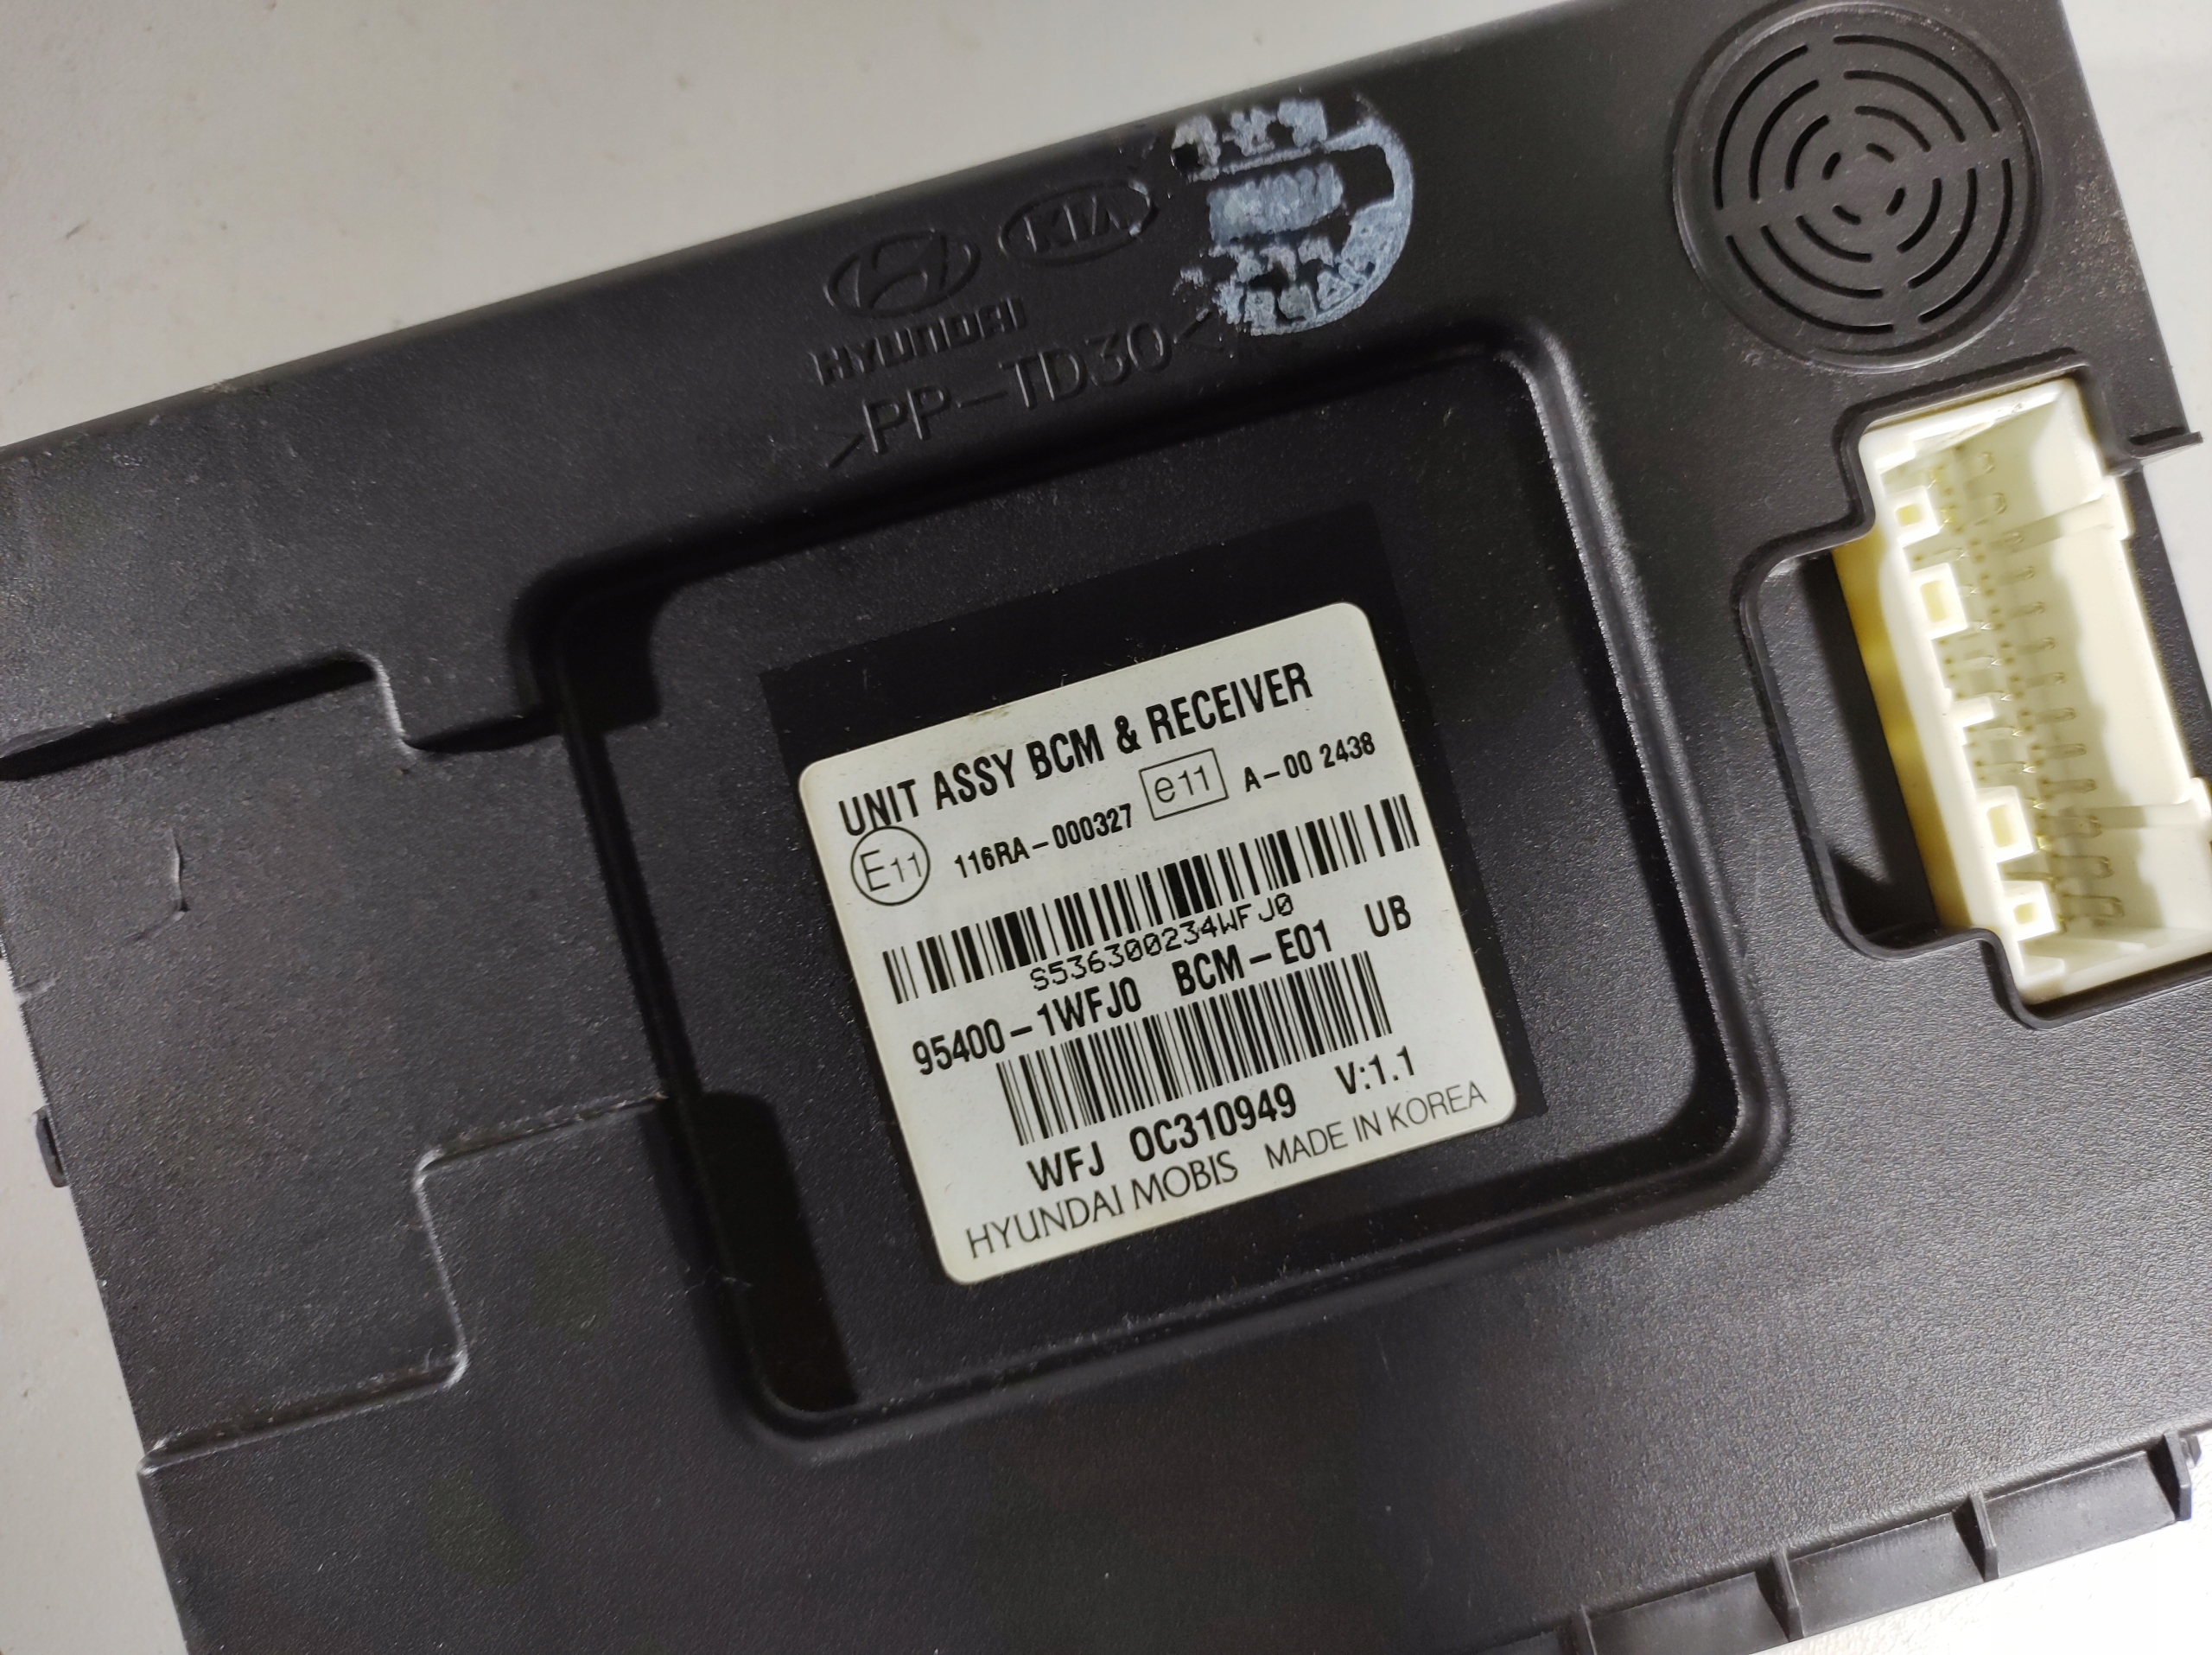 KIA
HYUNDAI
>PP-TD30<
UNIT ASSY BCM & RECEIVER
E11 116RA-000327 e11 A-00 2438
S536300234WFJ0
95400-1WFJ0 BCM-E01 UB
WFJ 0C310949 V:1.1
HYUNDAI MOBIS MADE IN KOREA